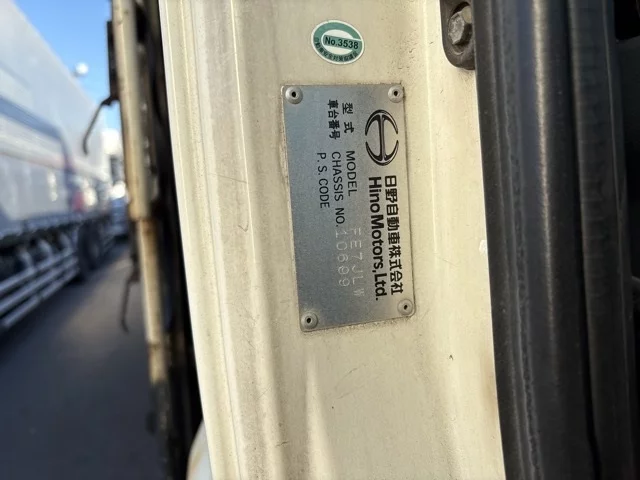 No.3538
日野自動車株式会社
Hino Motors, Ltd.
型式 MODEL FE7JLW
車台番号 CHASSIS NO. 10699
P.S.CODE